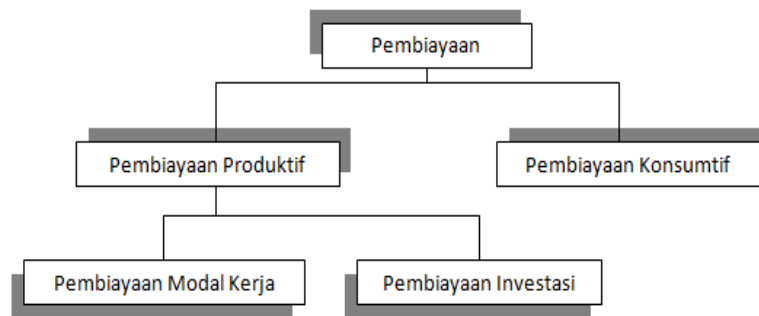 Pembiayaan
Pembiayaan Produktif
Pembiayaan Konsumtif
Pembiayaan Modal Kerja
Pembiayaan Investasi